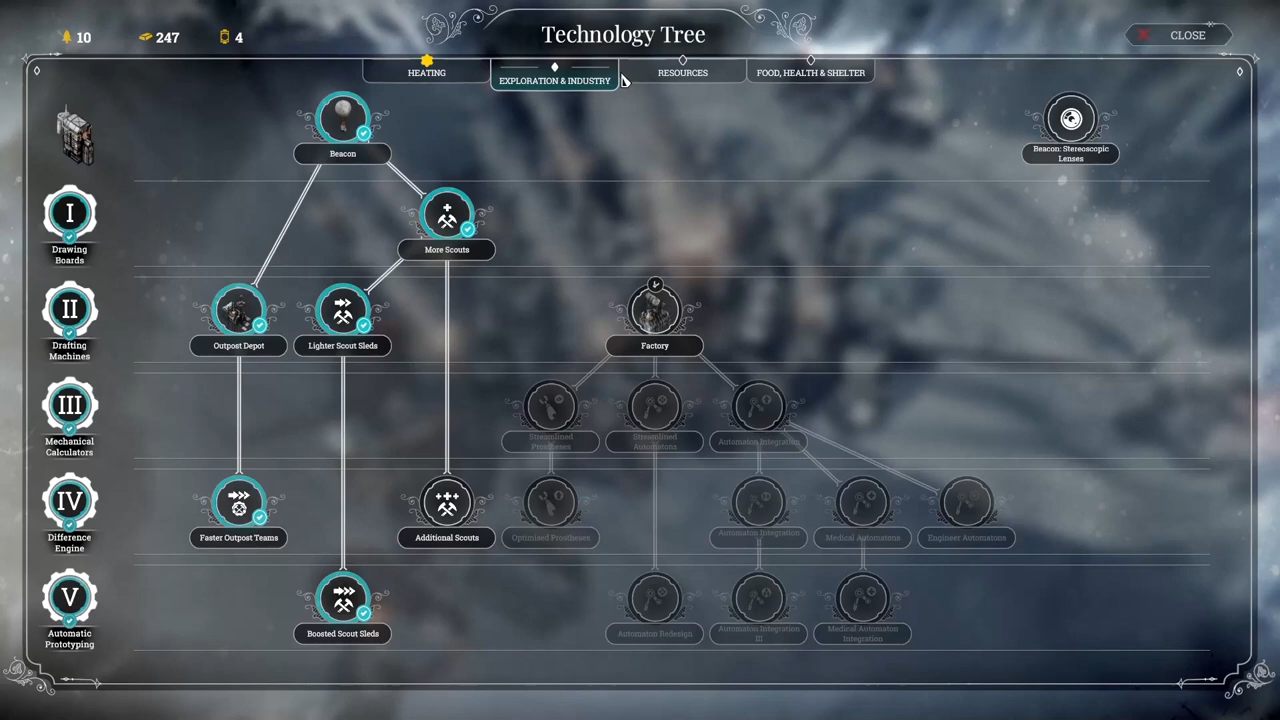 10
247
4
Technology Tree
CLOSE
HEATING
EXPLORATION & INDUSTRY
RESOURCES
FOOD, HEALTH & SHELTER
Beacon
Beacon: Stereoscopic
Lenses
I
Drawing
Boards
More Scouts
II
Drafting
Machines
Outpost Depot
Lighter Scout Sleds
Factory
III
Mechanical
Calculators
Streamlined
Prostheses
Streamlined
Automatons
Automaton Integration
IV
Difference
Engine
Faster Outpost Teams
Additional Scouts
Optimised Prostheses
Automaton Integration
Medical Automatons
Engineer Automatons
V
Automatic
Prototyping
Boosted Scout Sleds
Automaton Redesign
Automaton Integration
III
Medical Automaton
Integration